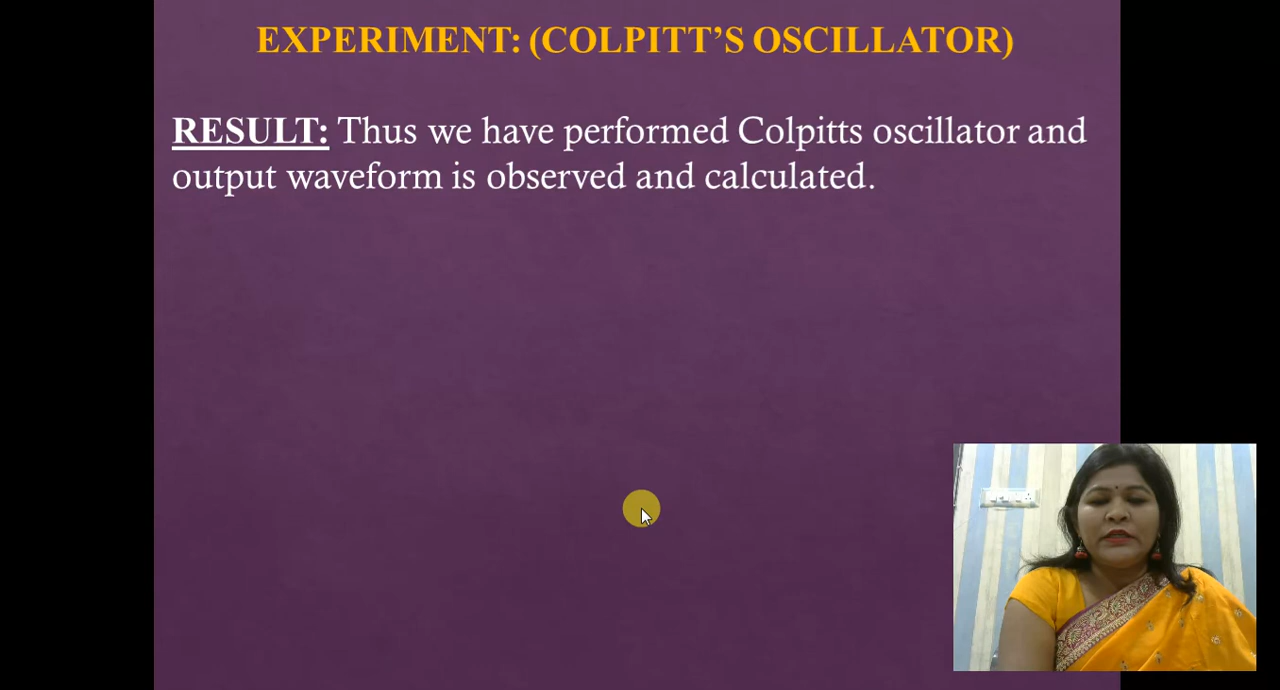 EXPERIMENT: (COLPITT’S OSCILLATOR)
RESULT: Thus we have performed Colpitts oscillator and
output waveform is observed and calculated.